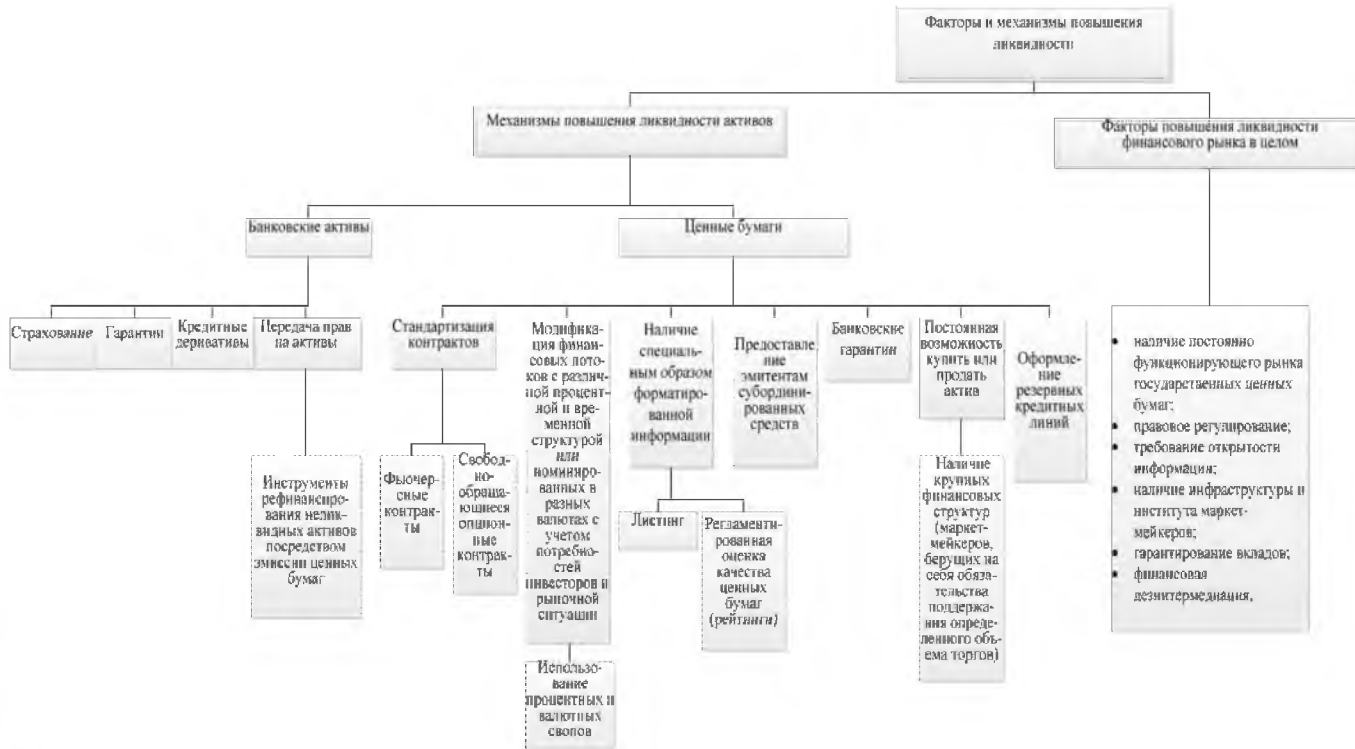 Факторы и механизмы повышения
ликвидности
Механизмы повышения ликвидности активов
Факторы повышения ликвидности
финансового рынка в целом
Банковские активы
Ценные бумаги
Страхование
Гарантии
Кредитные
деривативы
Передача прав
на активы
Инструменты
рефинансиро-
вания нелик-
видных активов
посредством
эмиссии ценных
бумаг
Стандартизация
контрактов
Фьючер-
сные
контрак-
ты
Свобод-
но-обра-
щающиеся
опцион-
ные
контрак-
ты
Модифика-
ция финан-
совых потоков
с различ-
ной процент-
ной и вре-
менной
структурой
или
номиниро-
ванных в
разных
валютах с
учетом
потребно-
стей
инвесторов и
рыночной
ситуации
Использо-
вание
процентных и
валютных
свопов
Наличие
специаль-
ным образом
форматиро-
ванной
информации
Листинг
Регламенти-
рованная
оценка
качества
ценных
бумаг
(рейтинги)
Предоставле
ние
эмитентам
субордини-
рованных
средств
Банковские
гарантии
Постоянная
возможность
купить или
продать
актив
Наличие
крупных
финансовых
структур
(маркет-
мейкеров,
берущих на
себя обяза-
тельства
поддержа-
ния опреде-
ленного объ-
ема торгов)
Оформле-
ние
резервных
кредитных
линий
• наличие постоянно
функционирующего рынка
государственных ценных
бумаг;
• правовое регулирование;
• требование открытости
информации;
• наличие инфраструктуры и
института маркет-
мейкеров;
• гарантирование вкладов;
• финансовая
дезинтермедиация,